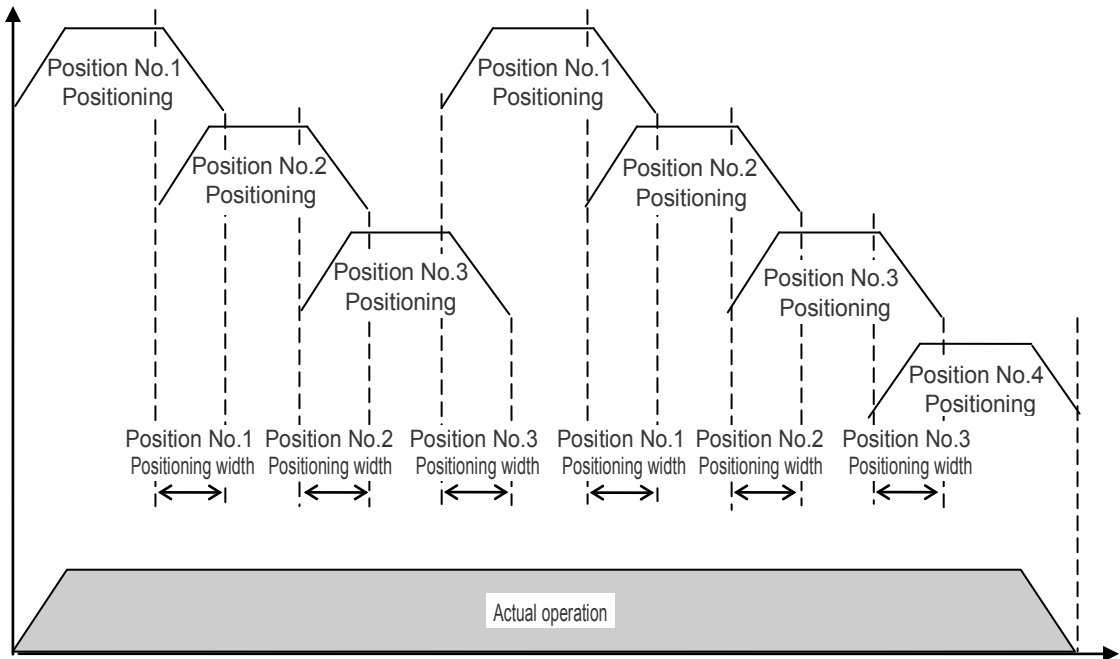 Position No.1
Positioning
Position No.1
Positioning
Position No.2
Positioning
Position No.2
Positioning
Position No.3
Positioning
Position No.3
Positioning
Position No.4
Positioning
Position No.1
Positioning width
Position No.2
Positioning width
Position No.3
Positioning width
Position No.1
Positioning width
Position No.2
Positioning width
Position No.3
Positioning width
Actual operation